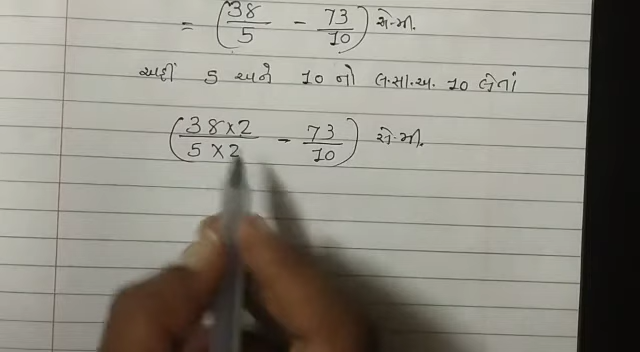 = (38/5 - 73/10) સે.મી.
અહીં 5 અને 10 નો લ.સા.અ. 10 લેતાં
(38×2/5×2 - 73/10) સે.મી.